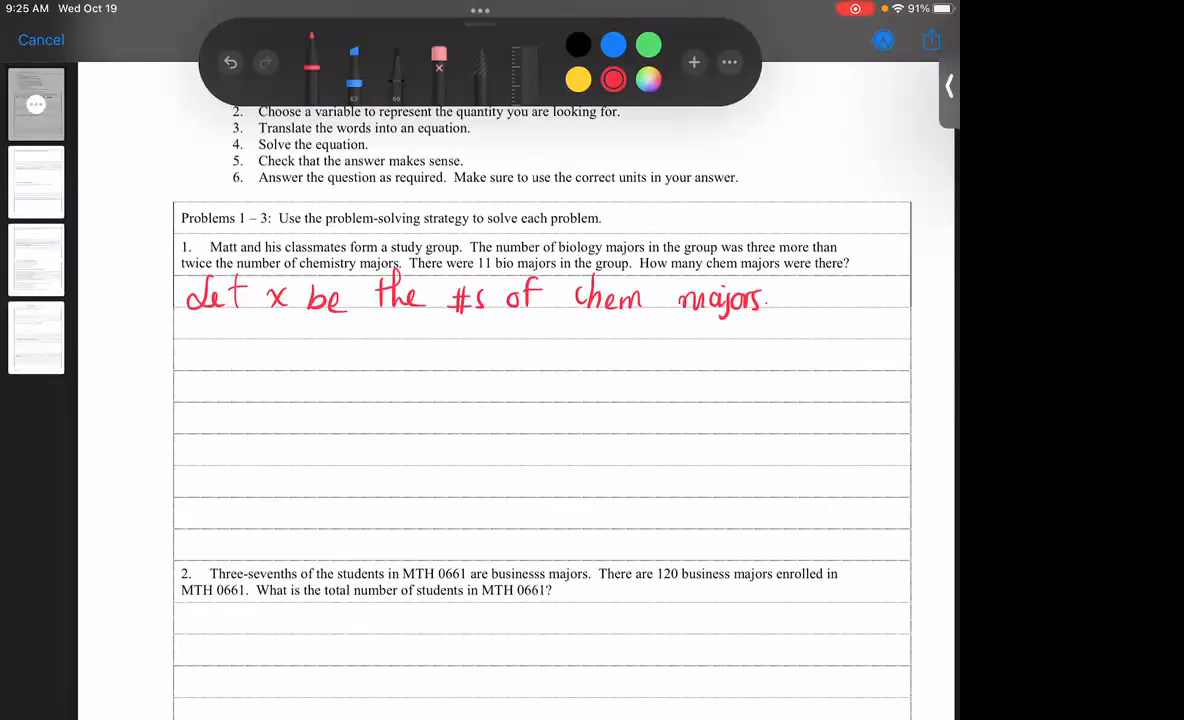 9:25 AM Wed Oct 19
91%
Cancel
2. Choose a variable to represent the quantity you are looking for.
3. Translate the words into an equation.
4. Solve the equation.
5. Check that the answer makes sense.
6. Answer the question as required. Make sure to use the correct units in your answer.
Problems 1 – 3: Use the problem-solving strategy to solve each problem.
1. Matt and his classmates form a study group. The number of biology majors in the group was three more than
twice the number of chemistry majors. There were 11 bio majors in the group. How many chem majors were there?
Let x be the #s of chem majors.
2. Three-sevenths of the students in MTH 0661 are businesss majors. There are 120 business majors enrolled in
MTH 0661. What is the total number of students in MTH 0661?